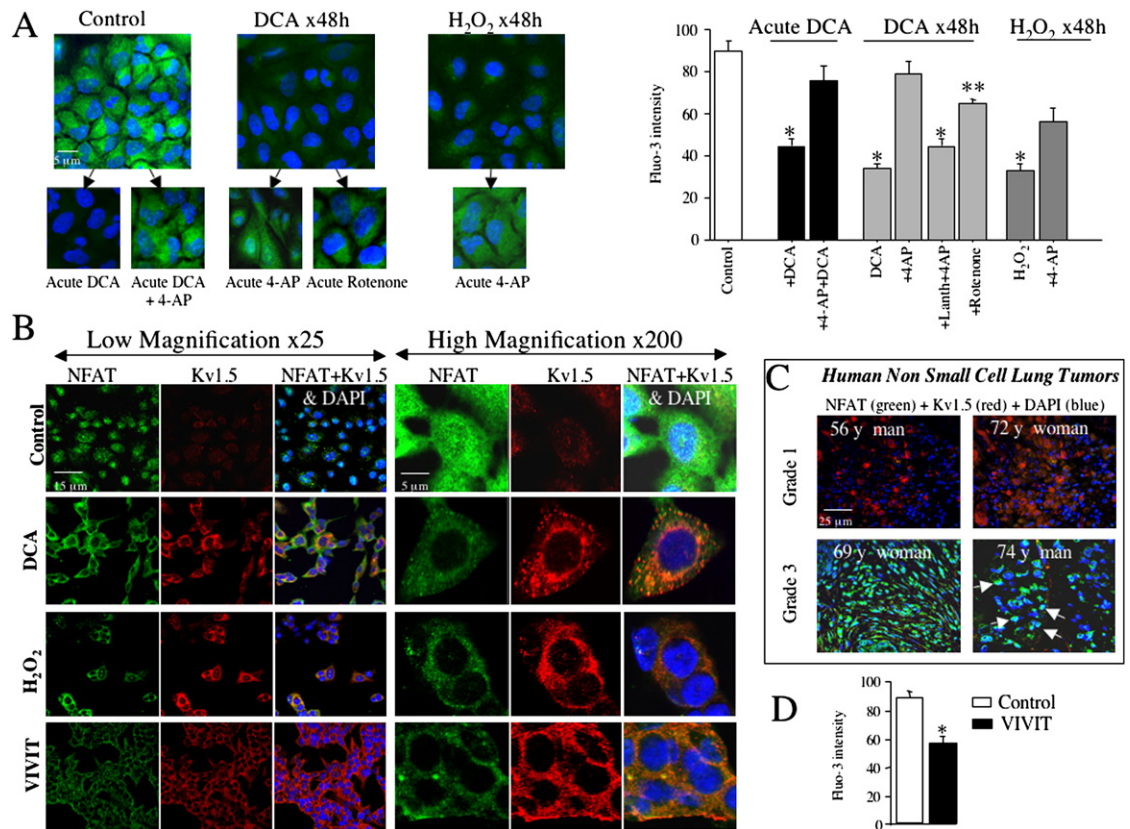 A
Control
DCA x48h
H2O2 x48h
5 µm
Acute DCA
Acute DCA + 4-AP
Acute 4-AP
Acute Rotenone
Acute 4-AP
Acute DCA
DCA x48h
H2O2 x48h
Fluo-3 intensity
100
80
60
40
20
0
*
*
*
**
*
Control
+DCA
+4-AP+DCA
DCA
+4AP
+Lanth+4AP
+Rotenone
H2O2
+4-AP
B
Low Magnification x25
High Magnification x200
NFAT
Kv1.5
NFAT+Kv1.5
& DAPI
NFAT
Kv1.5
NFAT+Kv1.5
& DAPI
Control
15 µm
5 µm
DCA
H2O2
VIVIT
C
Human Non Small Cell Lung Tumors
NFAT (green) + Kv1.5 (red) + DAPI (blue)
Grade 1
56 y man
72 y woman
25 µm
Grade 3
69 y woman
74 y man
D
Fluo-3 intensity
100
80
60
40
80
0
*
Control
VIVIT